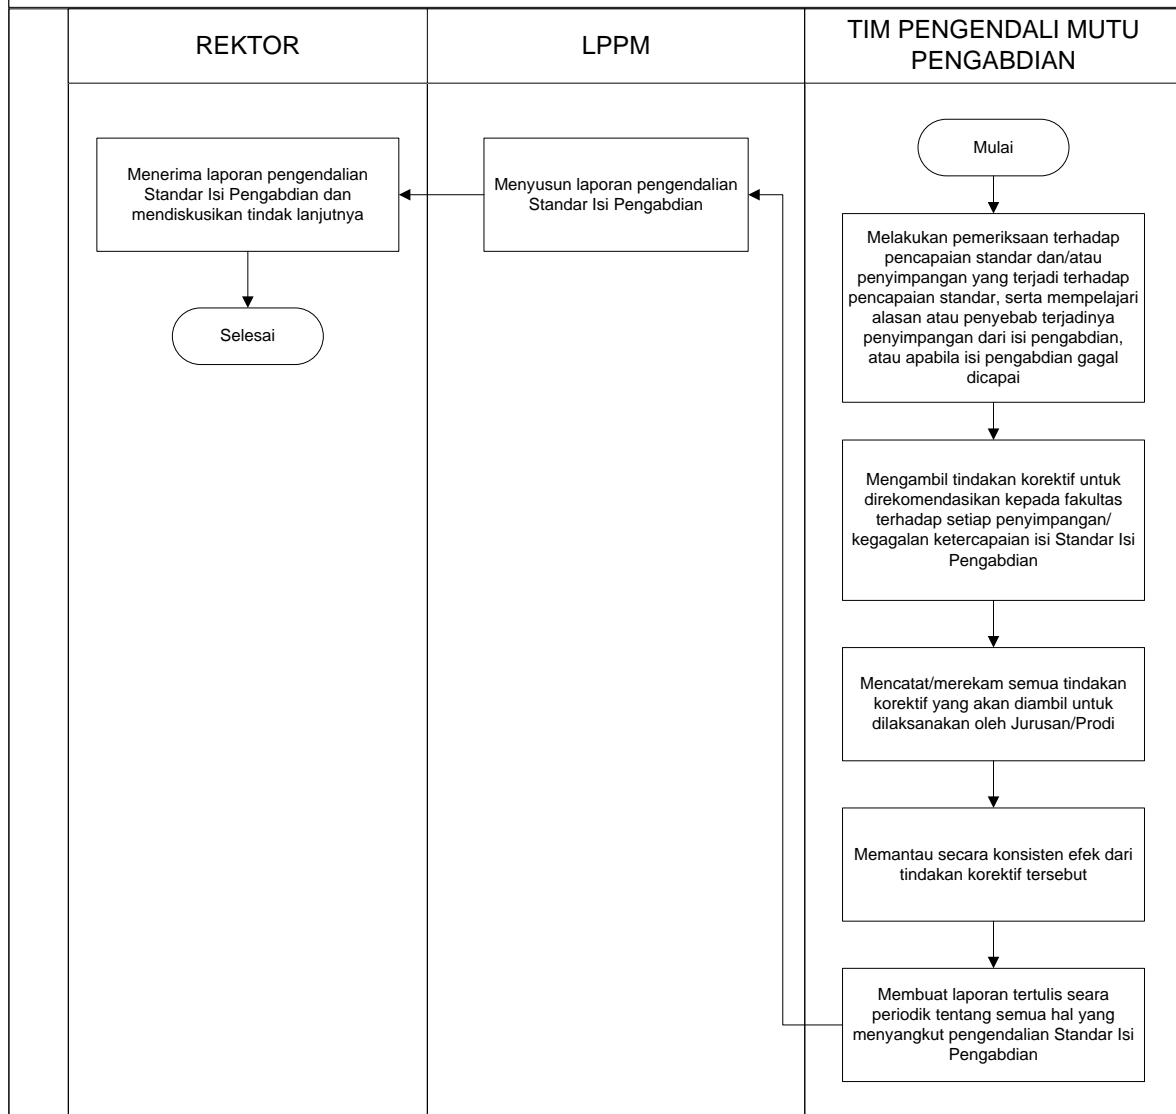 REKTOR
LPPM
TIM PENGENDALI MUTU
PENGABDIAN
Menerima laporan pengendalian
Standar Isi Pengabdian dan
mendiskusikan tindak lanjutnya
Selesai
Menyusun laporan pengendalian
Standar Isi Pengabdian
Mulai
Melakukan pemeriksaan terhadap
pencapaian standar dan/atau
penyimpangan yang terjadi terhadap
pencapaian standar, serta mempelajari
alasan atau penyebab terjadinya
penyimpangan dari isi pengabdian,
atau apabila isi pengabdian gagal
dicapai
Mengambil tindakan korektif untuk
direkomendasikan kepada fakultas
terhadap setiap penyimpangan/
kegagalan ketercapaian isi Standar Isi
Pengabdian
Mencatat/merekam semua tindakan
korektif yang akan diambil untuk
dilaksanakan oleh Jurusan/Prodi
Memantau secara konsisten efek dari
tindakan korektif tersebut
Membuat laporan tertulis seara
periodik tentang semua hal yang
menyangkut pengendalian Standar Isi
Pengabdian